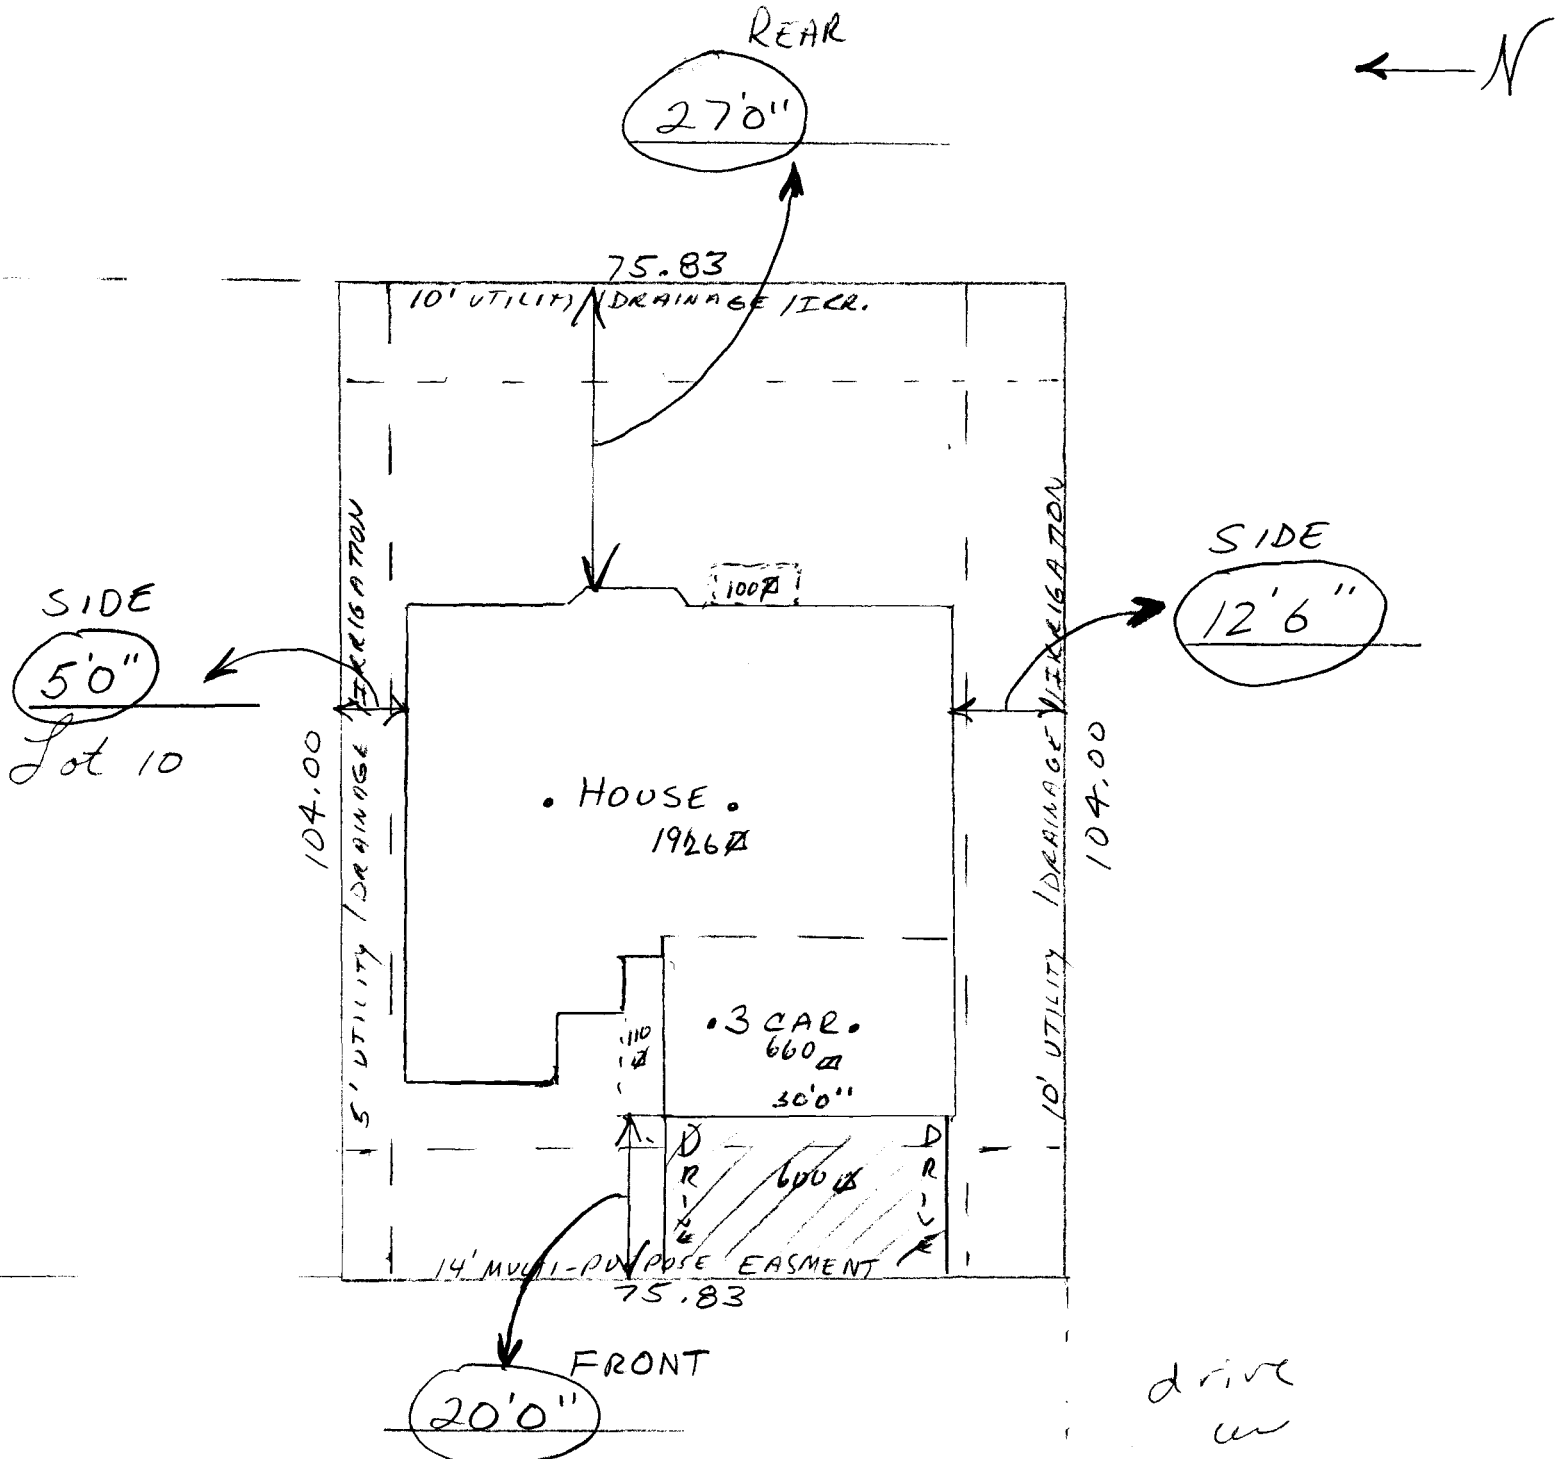 REAR
N
27'0"
75.83
10' UTILITY/DRAINAGE/IRR.
SIDE
5'0"
Lot 10
SIDE
12'6"
104.00
5' UTILITY/DRAINAGE/IRRIGATION
10' UTILITY/DRAINAGE/IRRIGATION
104.00
100⌀
. HOUSE .
1926⌀
110
⌀
. 3 CAR .
660⌀
30'0"
DRIVE
600⌀
DRIVE
14' MULTI-PURPOSE EASMENT
75.83
FRONT
20'0"
drive